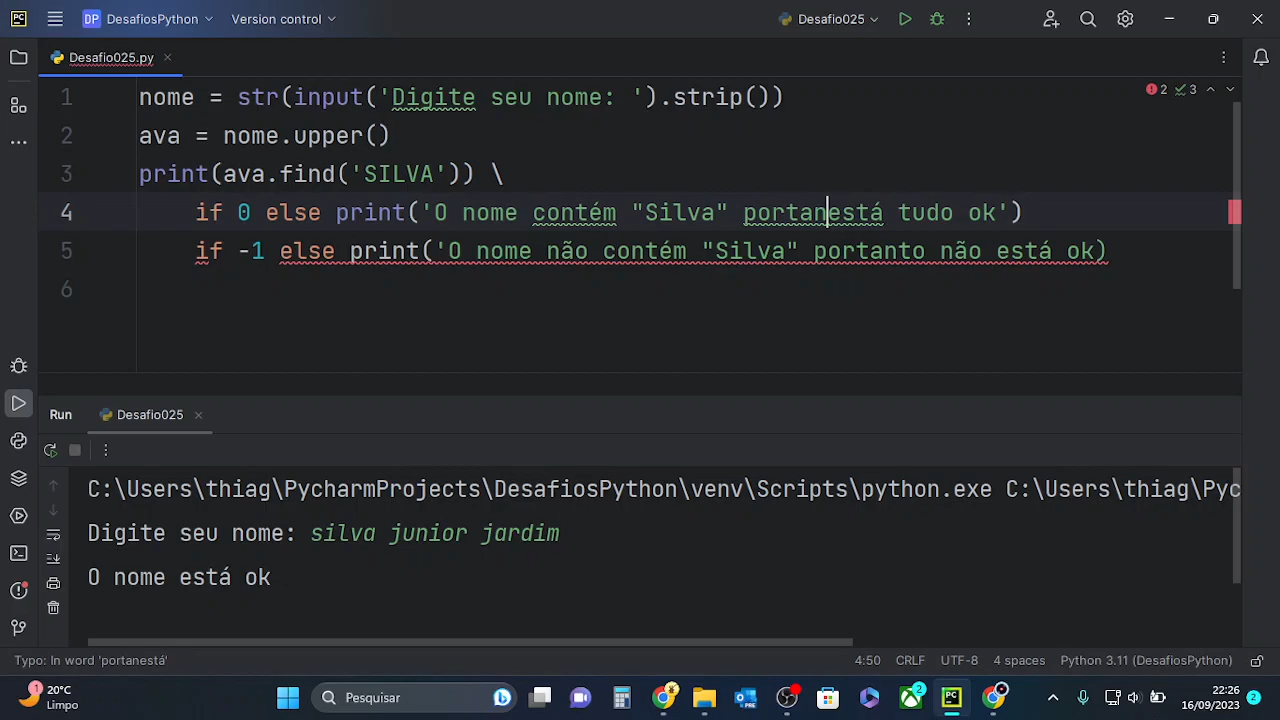 DP DesafiosPython Version control Desafio025
Desafio025.py
1 nome = str(input('Digite seu nome: ').strip())
2 ava = nome.upper()
3 print(ava.find('SILVA')) \
4 if 0 else print('O nome contém "Silva" portanestá tudo ok')
5 if -1 else print('O nome não contém "Silva" portanto não está ok)
6
2 3
Run Desafio025
C:\Users\thiag\PycharmProjects\DesafiosPython\venv\Scripts\python.exe C:\Users\thiag\Pyc
Digite seu nome: silva junior jardim
O nome está ok
Typo: In word 'portanestá' 4:50 CRLF UTF-8 4 spaces Python 3.11 (DesafiosPython)
20°C
Limpo
Pesquisar
22:26
16/09/2023
2